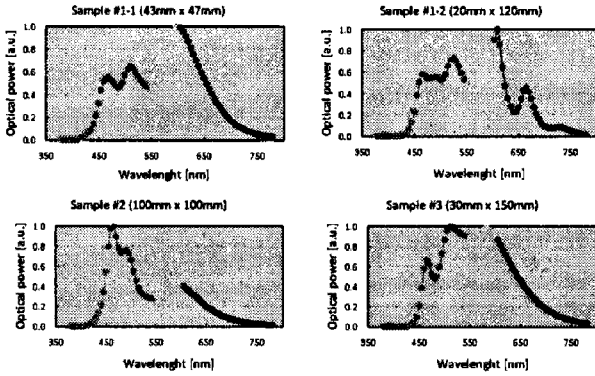 Sample #1-1 (43mm x 47mm)
Optical power [a.u.]
1.0
0.8
0.6
0.4
0.2
0.0
350 450 550 650 750
Wavelenght [nm]
Sample #1-2 (20mm x 120mm)
Optical power [a.u.]
1.0
0.8
0.6
0.4
0.2
0.0
350 450 550 650 750
Wavelenght [nm]
Sample #2 (100mm x 100mm)
Optical power [a.u.]
1.0
0.8
0.6
0.4
0.2
0.0
350 450 550 650 750
Wavelenght [nm]
Sample #3 (30mm x 150mm)
Optical power [a.u.]
1.0
0.8
0.6
0.4
0.2
0.0
350 450 550 650 750
Wavelenght [nm]